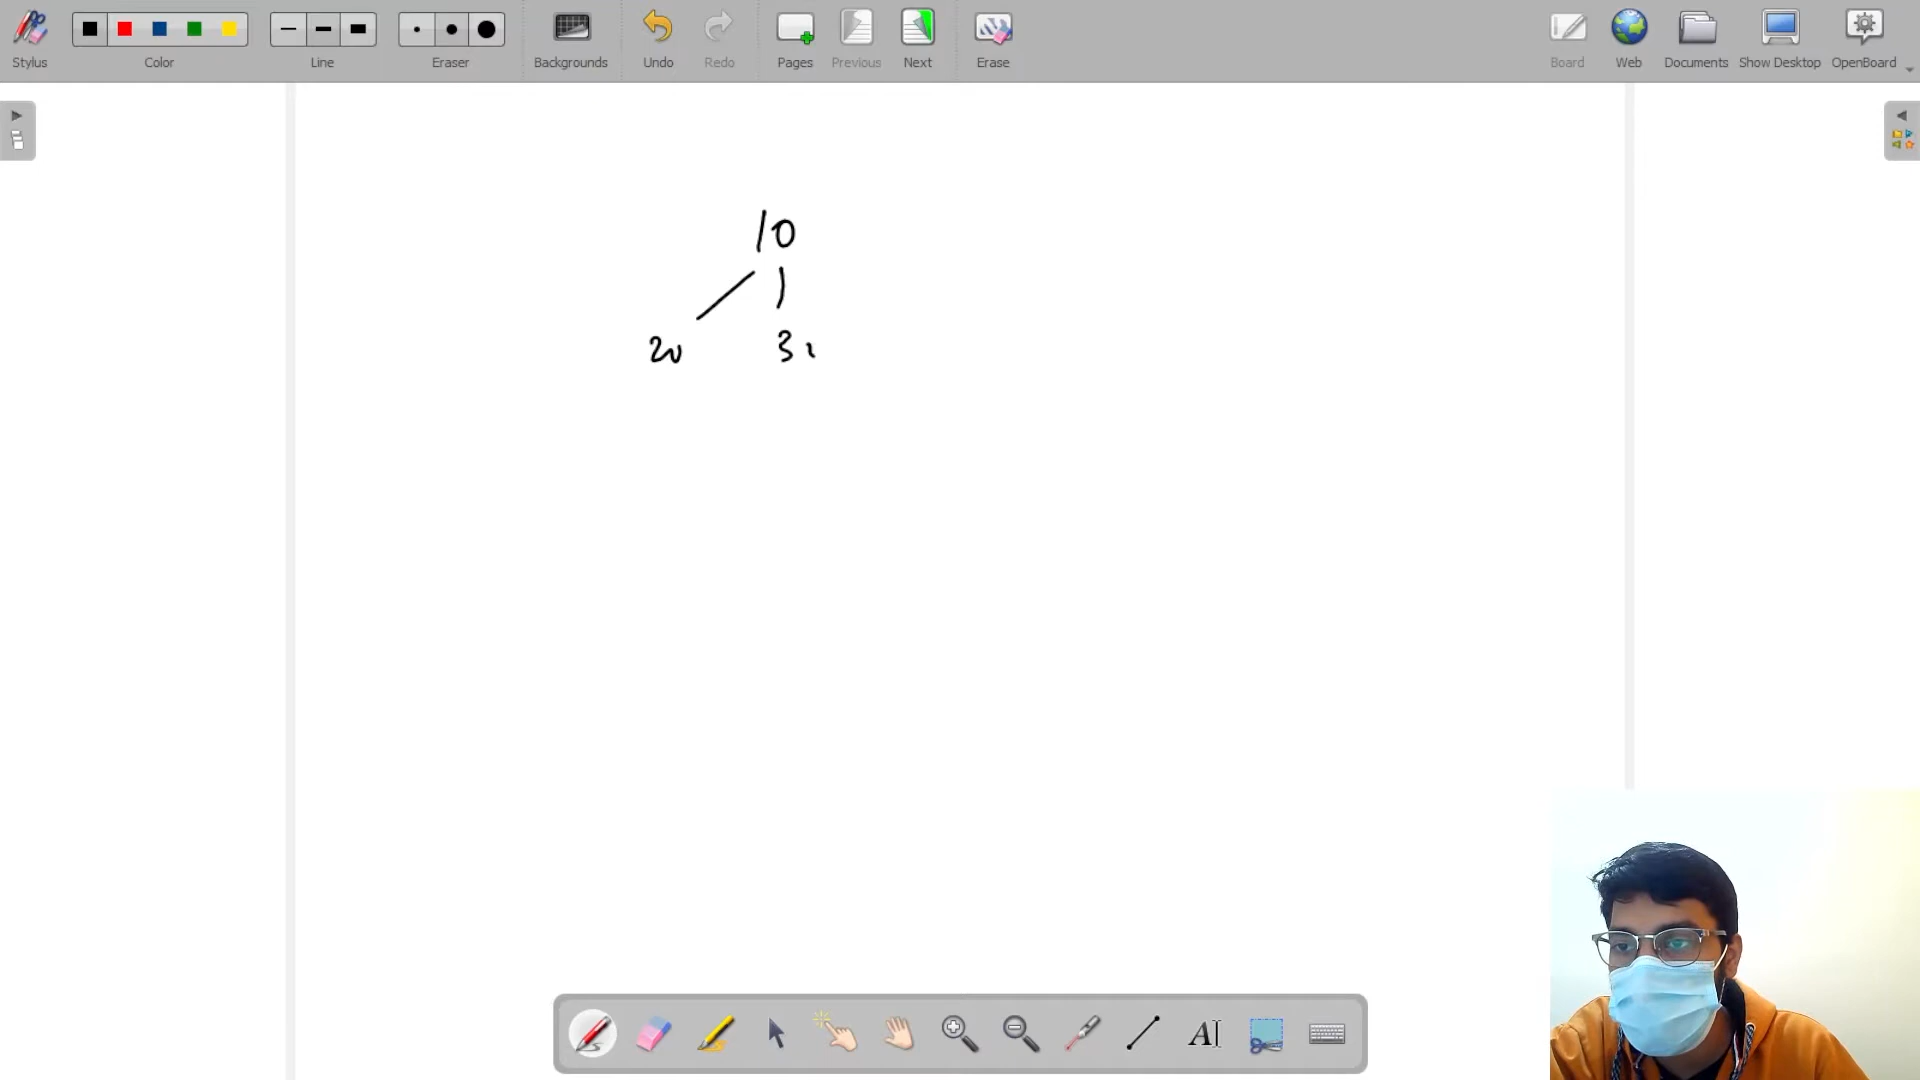 Stylus Color Line Eraser Backgrounds Undo Redo Pages Previous Next Erase Board Web Documents Show Desktop OpenBoard
10
20